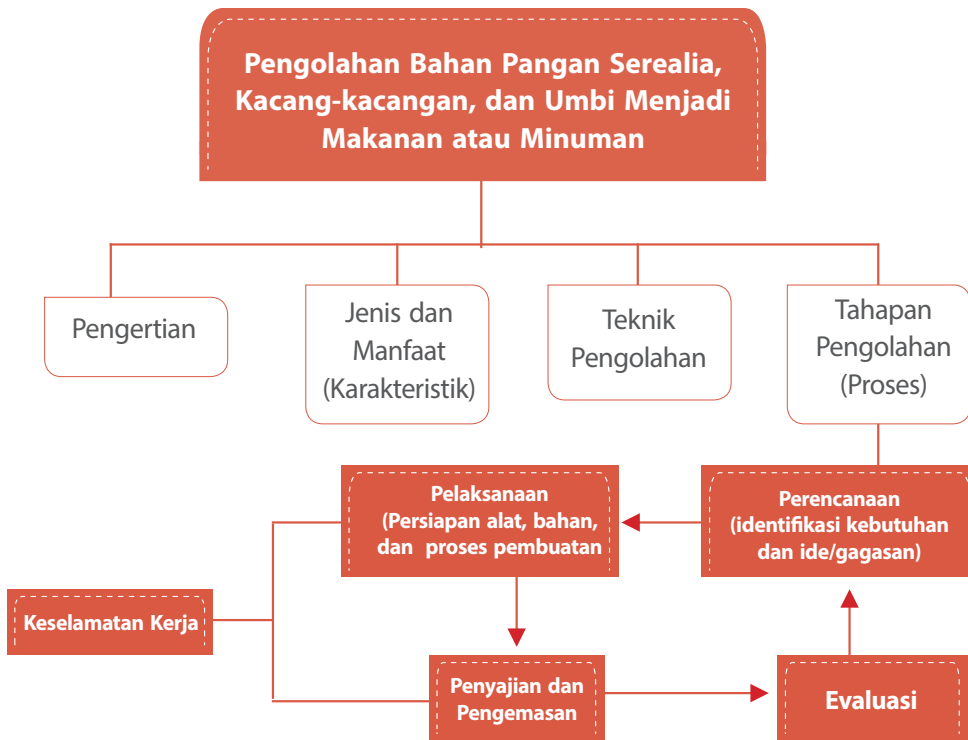 Pengolahan Bahan Pangan Serealia,
Kacang-kacangan, dan Umbi Menjadi
Makanan atau Minuman
Pengertian
Jenis dan
Manfaat
(Karakteristik)
Teknik
Pengolahan
Tahapan
Pengolahan
(Proses)
Pelaksanaan
(Persiapan alat, bahan,
dan proses pembuatan
Perencanaan
(identifikasi kebutuhan
dan ide/gagasan)
Keselamatan Kerja
Penyajian dan
Pengemasan
Evaluasi